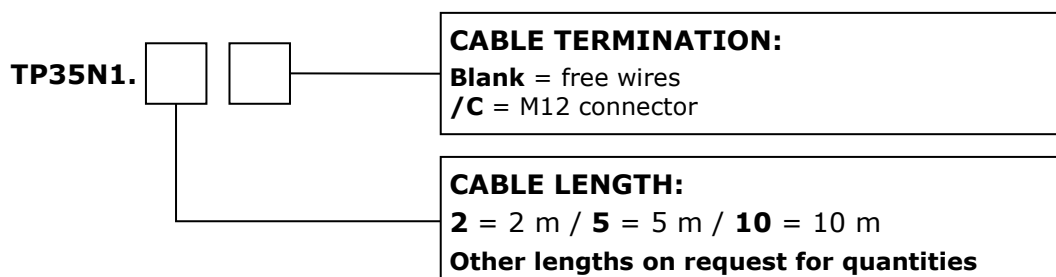 TP35N1.
CABLE TERMINATION:
Blank = free wires
/C = M12 connector
CABLE LENGTH:
2 = 2 m / 5 = 5 m / 10 = 10 m
Other lengths on request for quantities